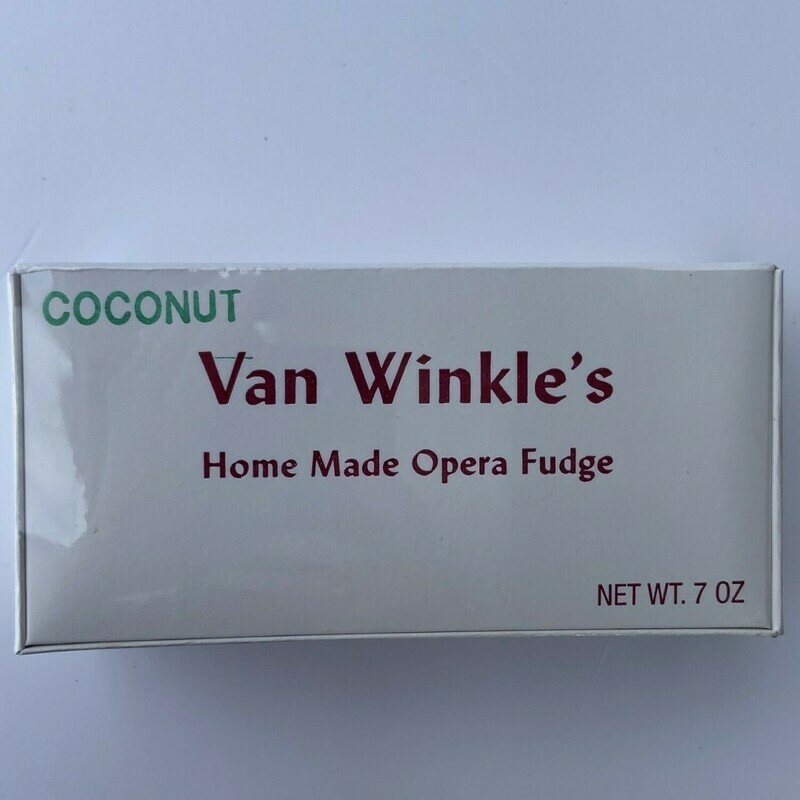 COCONUT
Van Winkle's
Home Made Opera Fudge
NET WT. 7 OZ